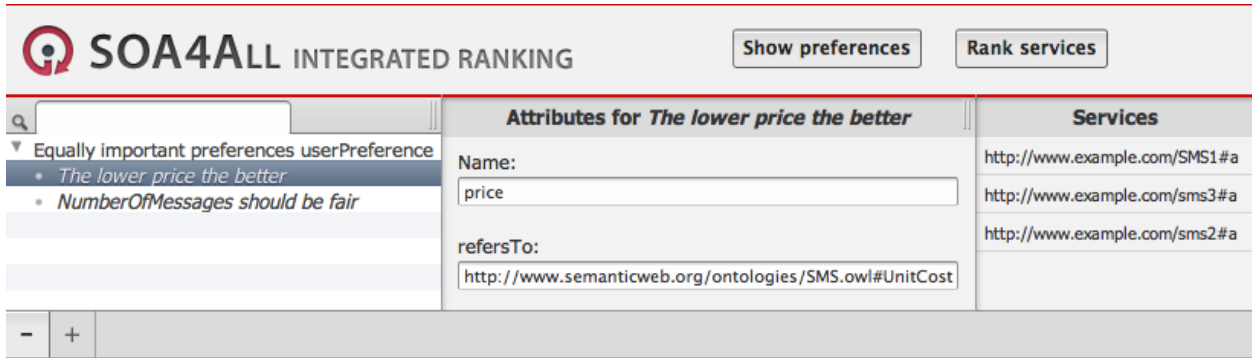 SOA4ALL INTEGRATED RANKING
Show preferences
Rank services
Attributes for The lower price the better
Services
Equally important preferences userPreference
The lower price the better
NumberOfMessages should be fair
Name:
price
refersTo:
http://www.semanticweb.org/ontologies/SMS.owl#UnitCost
http://www.example.com/SMS1#a
http://www.example.com/sms3#a
http://www.example.com/sms2#a
- +